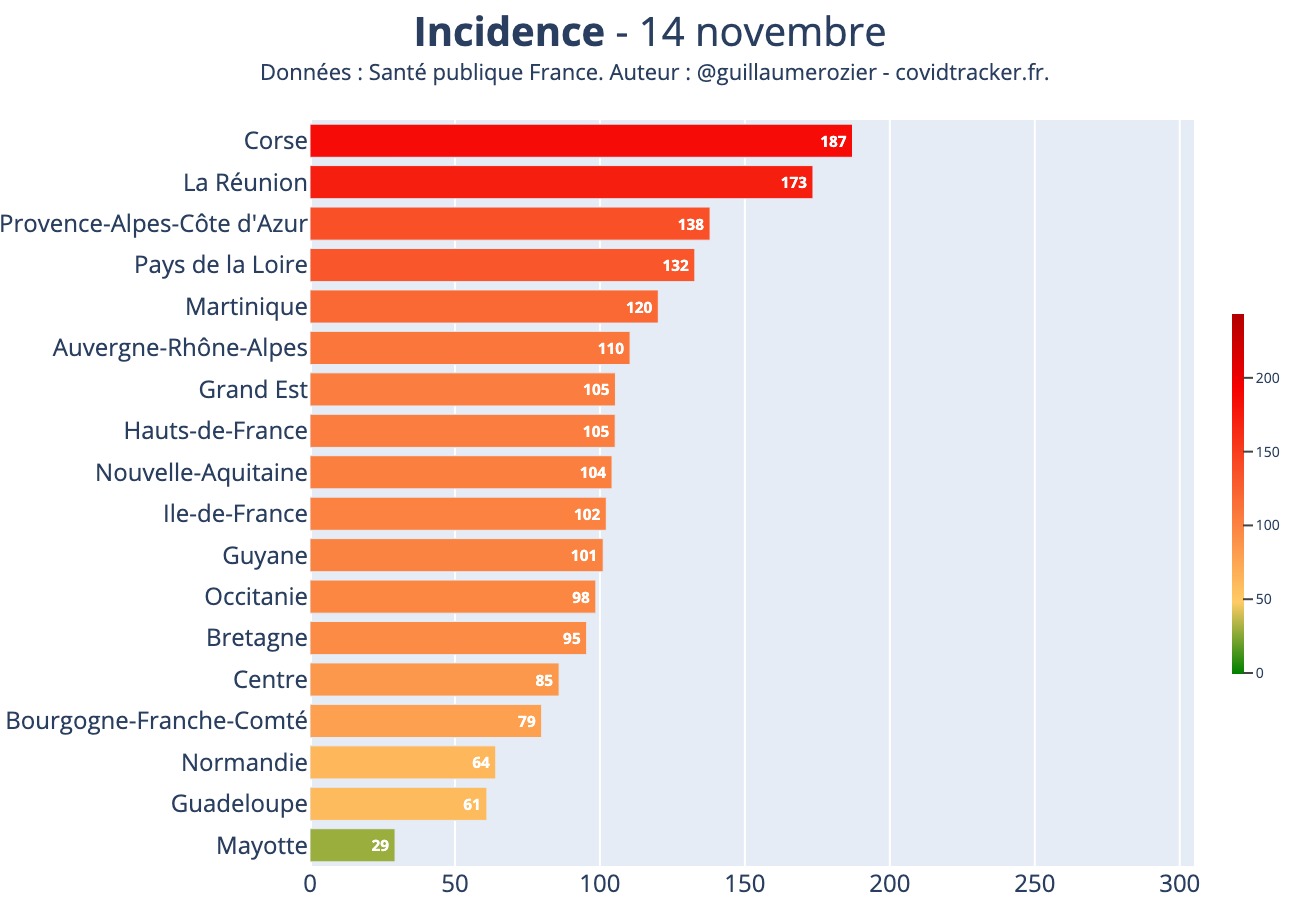 Incidence - 14 novembre
Données : Santé publique France. Auteur : @guillaumerozier - covidtracker.fr.
Corse 187
La Réunion 173
Provence-Alpes-Côte d'Azur 138
Pays de la Loire 132
Martinique 120
Auvergne-Rhône-Alpes 110
Grand Est 105
Hauts-de-France 105
Nouvelle-Aquitaine 104
Ile-de-France 102
Guyane 101
Occitanie 98
Bretagne 95
Centre 85
Bourgogne-Franche-Comté 79
Normandie 64
Guadeloupe 61
Mayotte 29
0 50 100 150 200 250 300
200
150
100
50
0